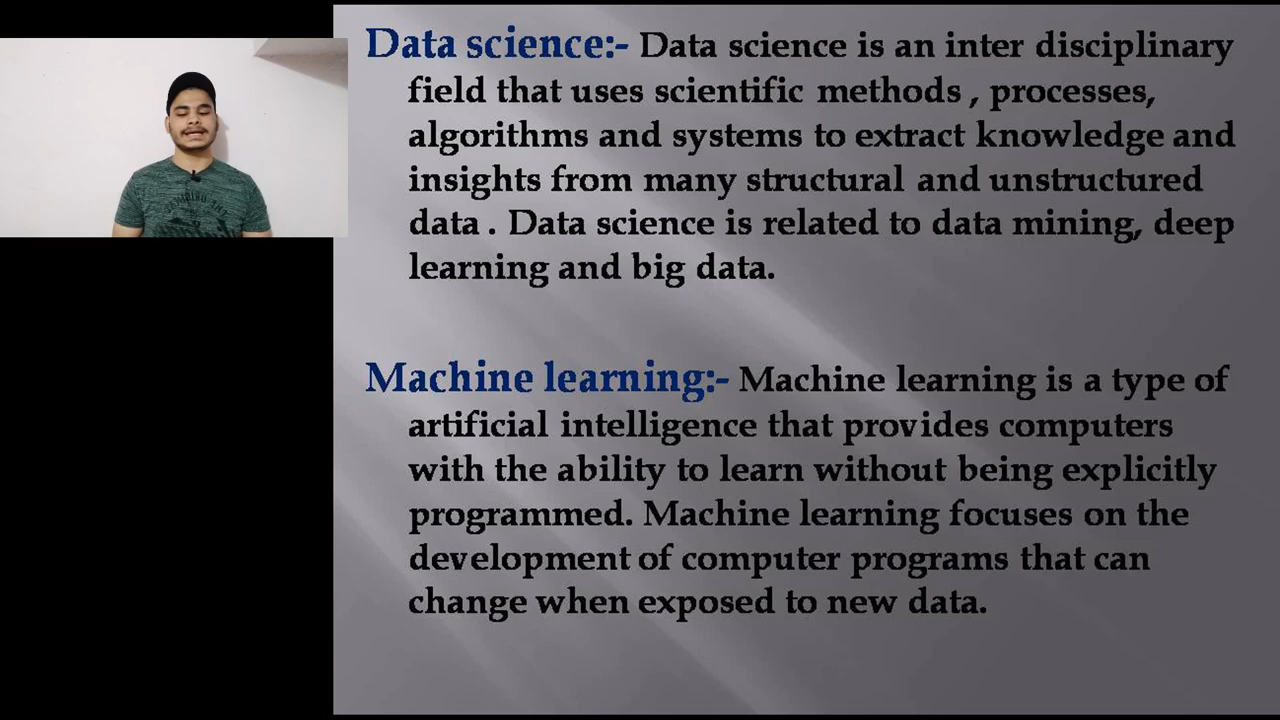 Data science:- Data science is an inter disciplinary
field that uses scientific methods , processes,
algorithms and systems to extract knowledge and
insights from many structural and unstructured
data . Data science is related to data mining, deep
learning and big data.
Machine learning:- Machine learning is a type of
artificial intelligence that provides computers
with the ability to learn without being explicitly
programmed. Machine learning focuses on the
development of computer programs that can
change when exposed to new data.